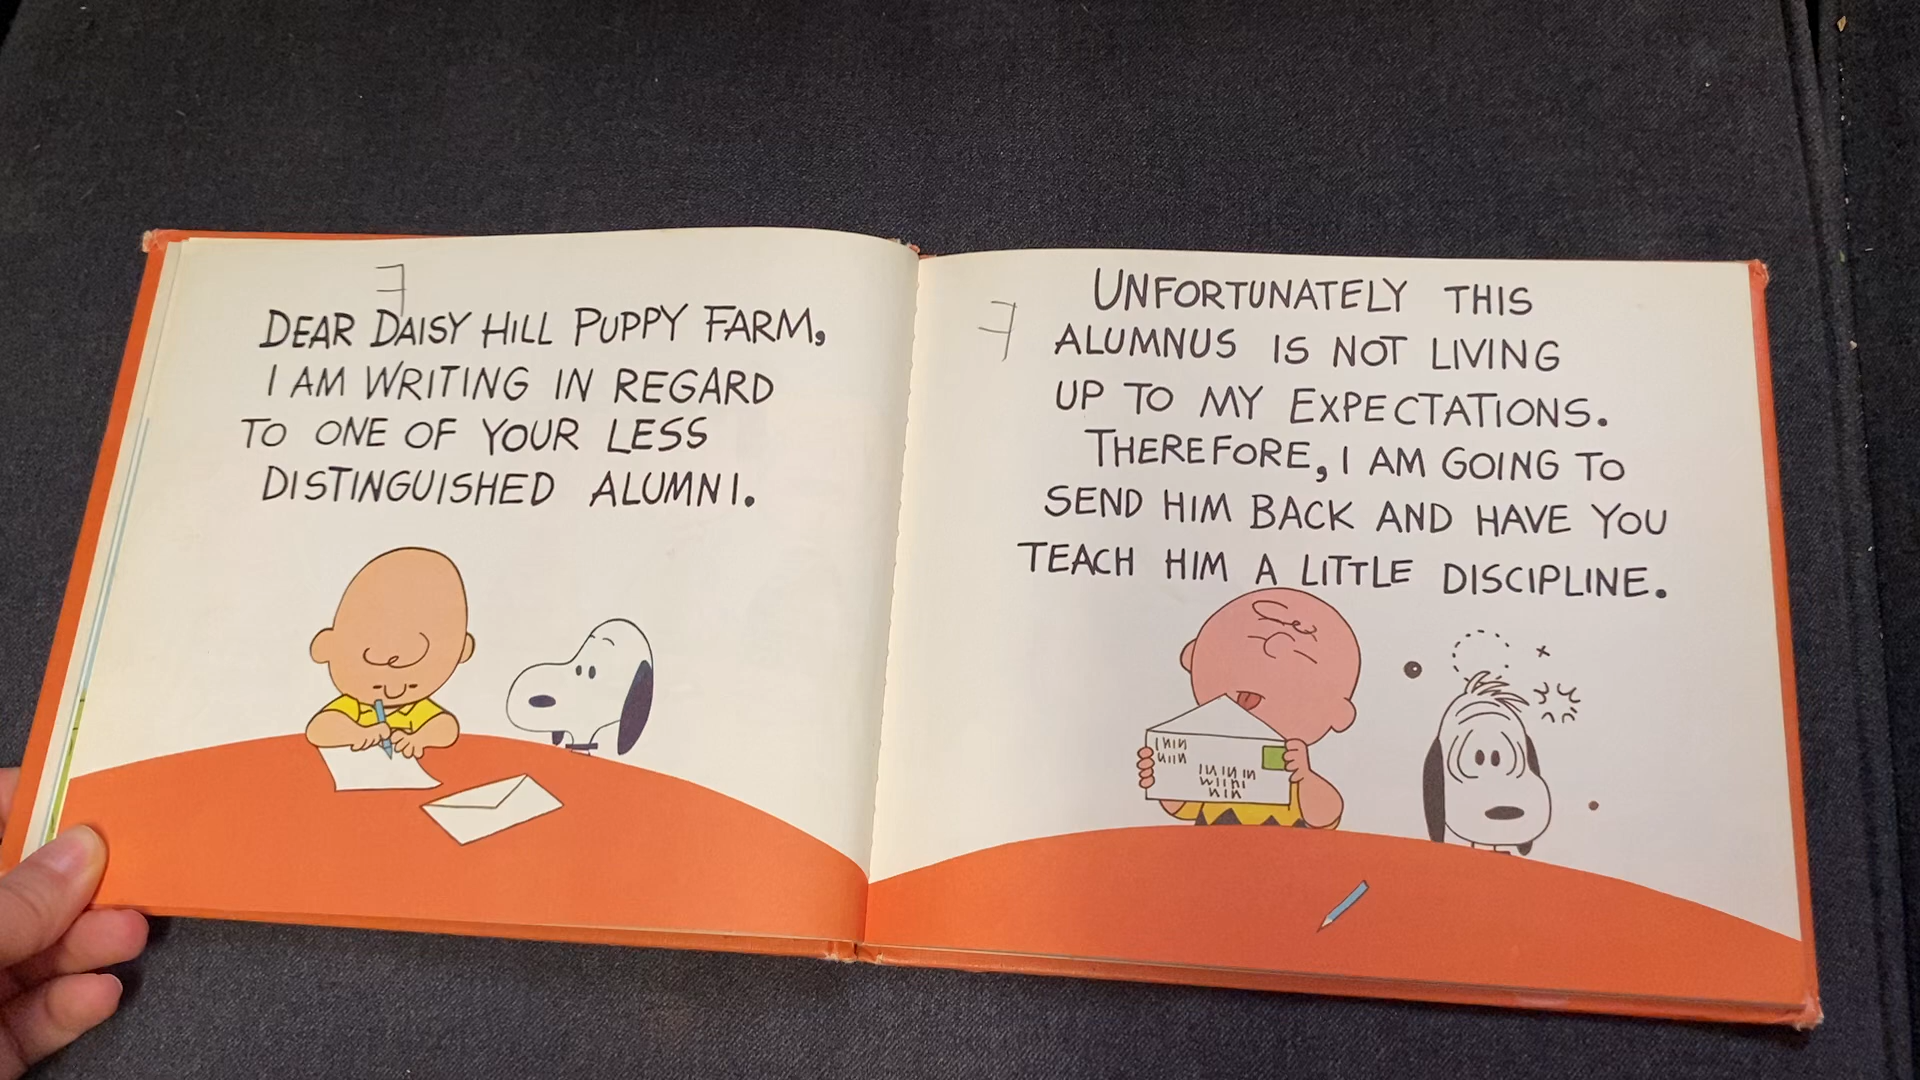 DEAR DAISY HILL PUPPY FARM,
I AM WRITING IN REGARD
TO ONE OF YOUR LESS
DISTINGUISHED ALUMNI.
UNFORTUNATELY THIS
ALUMNUS IS NOT LIVING
UP TO MY EXPECTATIONS.
THEREFORE, I AM GOING TO
SEND HIM BACK AND HAVE YOU
TEACH HIM A LITTLE DISCIPLINE.